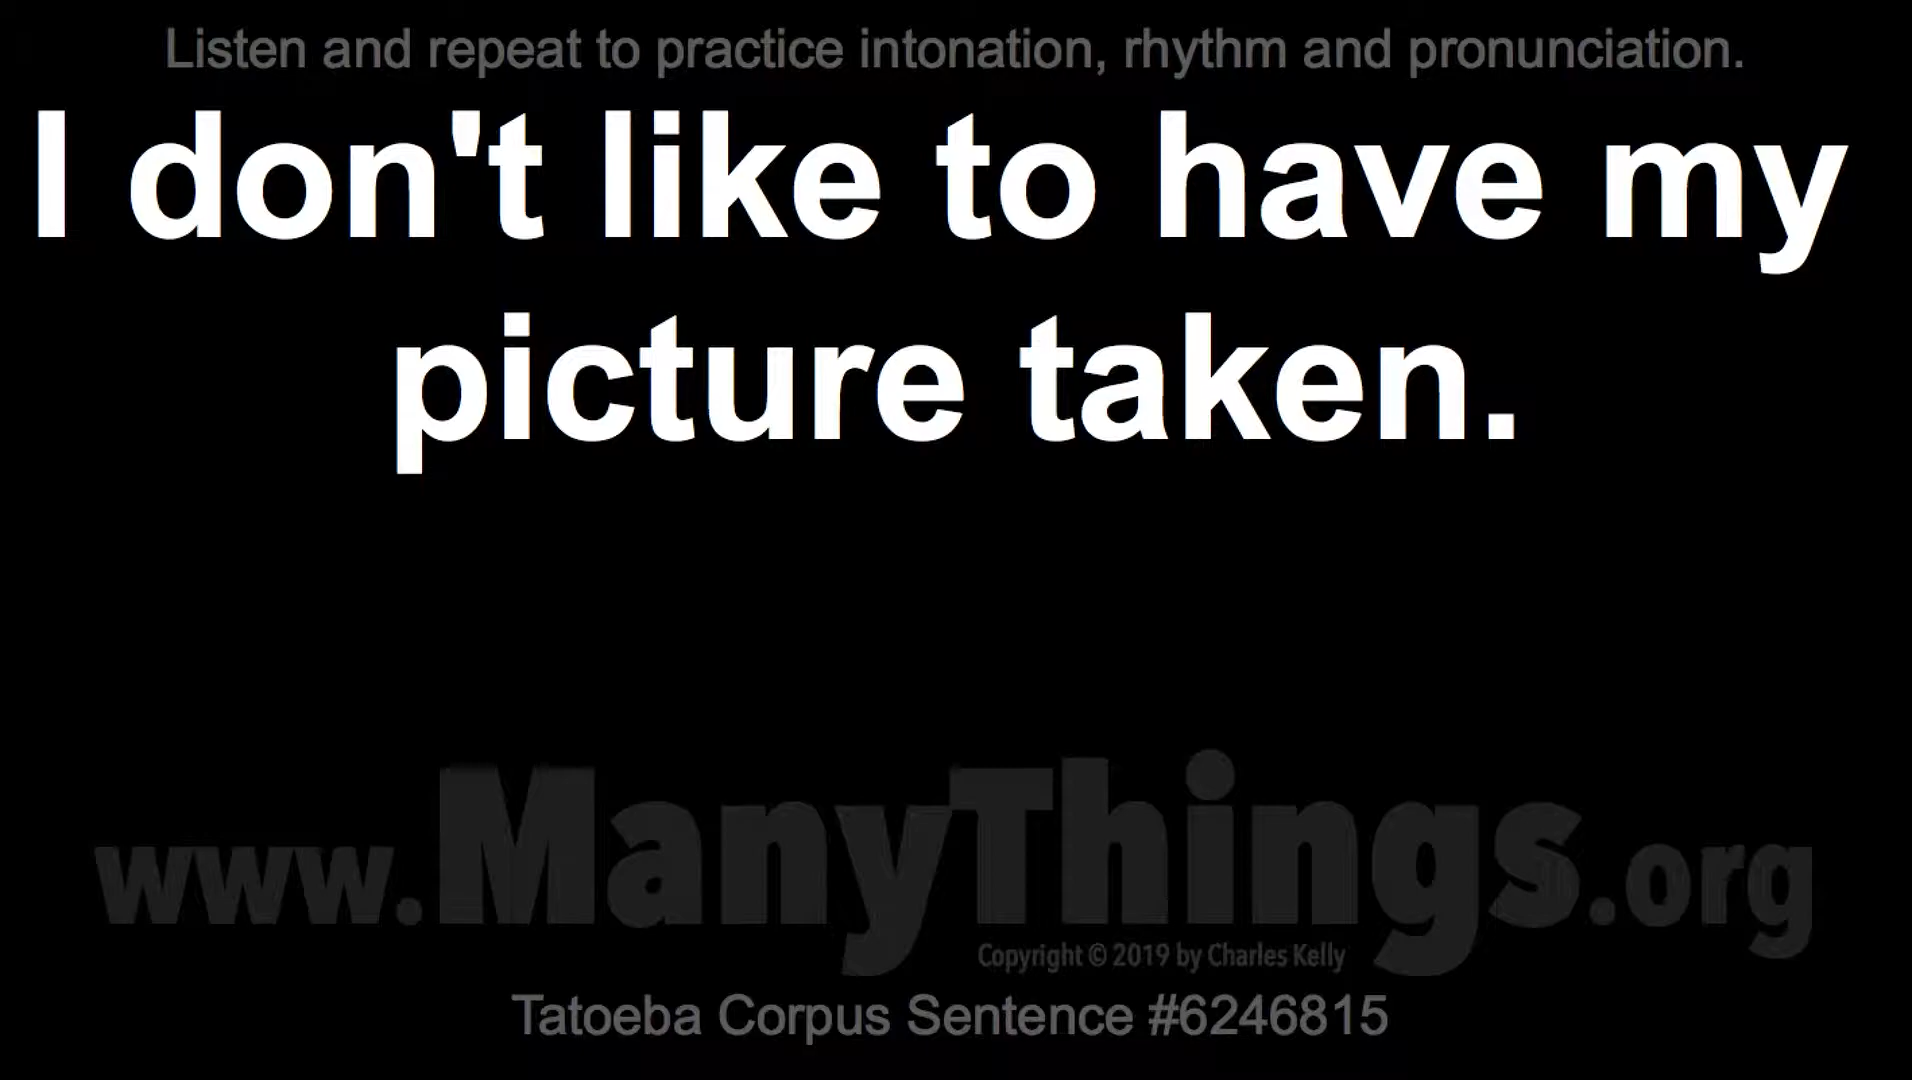 Listen and repeat to practice intonation, rhythm and pronunciation.
I don't like to have my
picture taken.
www.ManyThings.org
Copyright © 2019 by Charles Kelly
Tatoeba Corpus Sentence #6246815